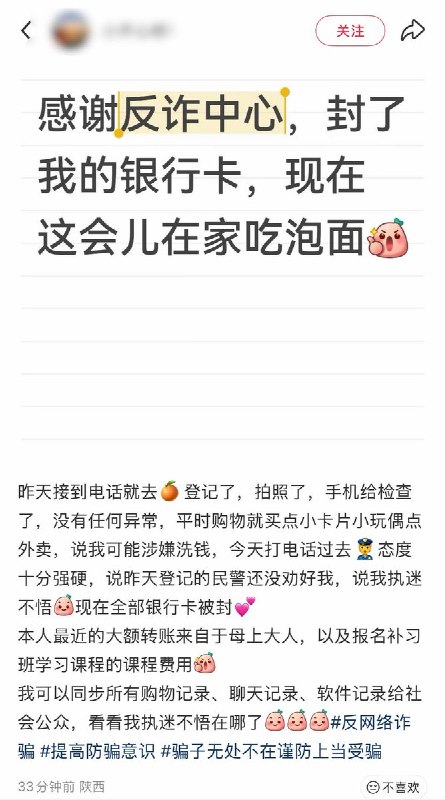 关注
感谢反诈中心，封了
我的银行卡，现在
这会儿在家吃泡面
昨天接到电话就去🍊登记了，拍照了，手机给检查
了，没有任何异常，平时购物就买点小卡片小玩偶点
外卖，说我可能涉嫌洗钱，今天打电话过去👮态度
十分强硬，说昨天登记的民警还没劝好我，说我执迷
不悟现在全部银行卡被封💕
本人最近的大额转账来自于母上大人，以及报名补习
班学习课程的课程费用
我可以同步所有购物记录、聊天记录、软件记录给社
会公众，看看我执迷不悟在哪了#反网络诈
骗 #提高防骗意识 #骗子无处不在谨防上当受骗
33分钟前 陕西
不喜欢